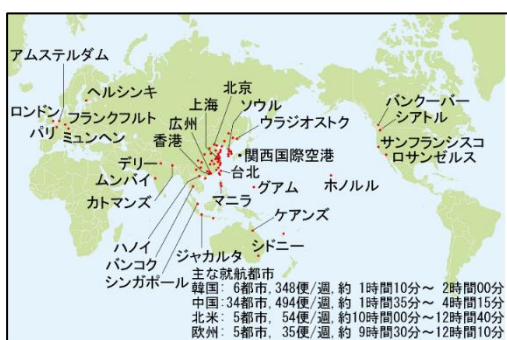 アムステルダム
ヘルシンキ
ロンドン
フランクフルト
パリ
ミュンヘン
北京
上海
ソウル
広州
ウラジオストク
香港
関西国際空港
デリー
台北
ムンバイ
グアム
ホノルル
カトマンズ
マニラ
バンクーバー
シアトル
サンフランシスコ
ロサンゼルス
ハノイ
ケアンズ
バンコク
ジャカルタ
シドニー
シンガポール
主な就航都市
韓国: 6都市, 348便/週, 約 1時間10分～ 2時間00分
中国:34都市, 494便/週, 約 1時間35分～ 4時間15分
北米: 5都市, 54便/週, 約10時間00分～12時間40分
欧州: 5都市, 35便/週, 約 9時間30分～12時間10分